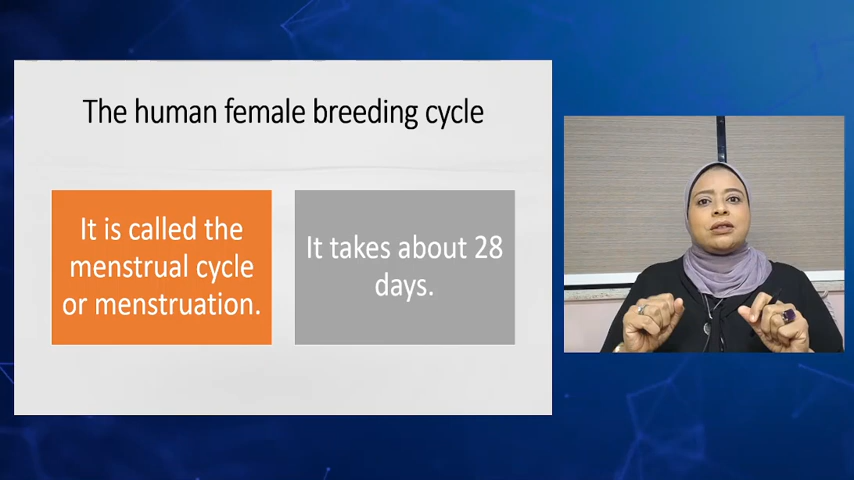 The human female breeding cycle
It is called the
menstrual cycle
or menstruation.
It takes about 28
days.